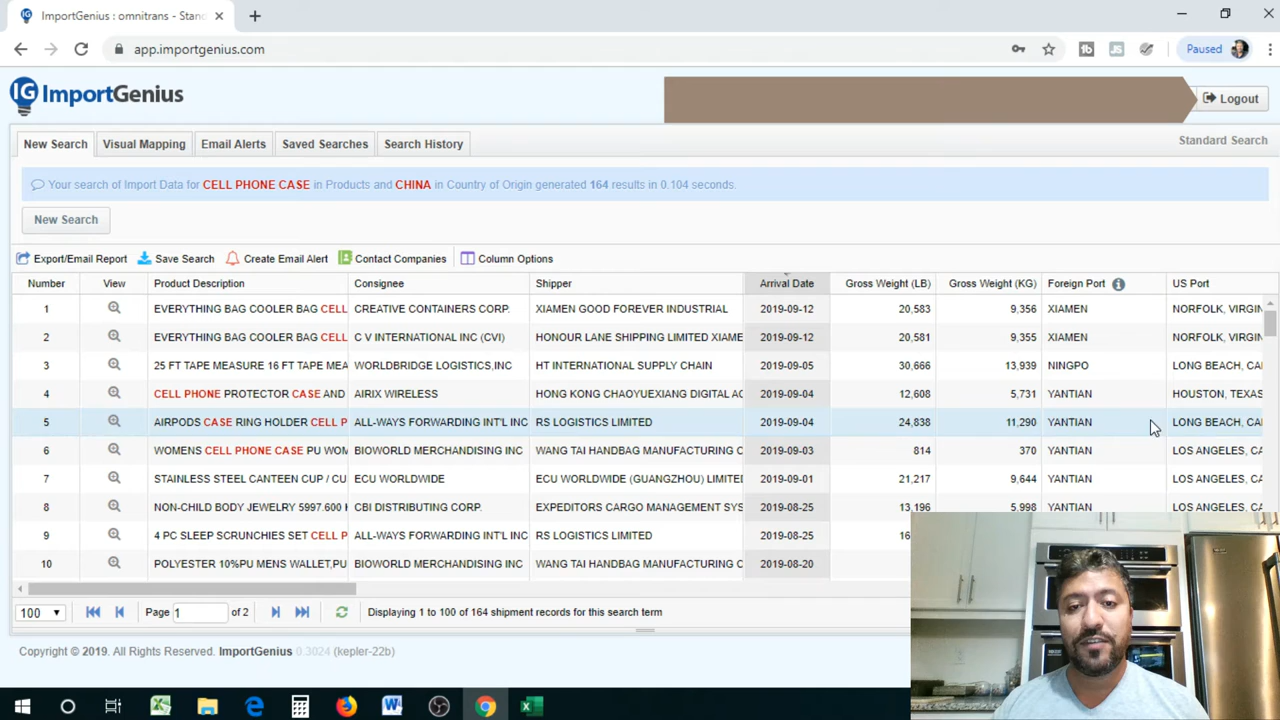 ImportGenius : omnitrans - Stand
app.importgenius.com
Paused
IG ImportGenius
Logout
New Search Visual Mapping Email Alerts Saved Searches Search History
Standard Search
Your search of Import Data for CELL PHONE CASE in Products and CHINA in Country of Origin generated 164 results in 0.104 seconds.
New Search
Export/Email Report Save Search Create Email Alert Contact Companies Column Options
Number View Product Description Consignee Shipper Arrival Date Gross Weight (LB) Gross Weight (KG) Foreign Port US Port
1 EVERYTHING BAG COOLER BAG CELL CREATIVE CONTAINERS CORP. XIAMEN GOOD FOREVER INDUSTRIAL 2019-09-12 20,583 9,356 XIAMEN NORFOLK, VIRGIN
2 EVERYTHING BAG COOLER BAG CELL C V INTERNATIONAL INC (CVI) HONOUR LANE SHIPPING LIMITED XIAME 2019-09-12 20,581 9,355 XIAMEN NORFOLK, VIRGIN
3 25 FT TAPE MEASURE 16 FT TAPE MEA WORLDBRIDGE LOGISTICS,INC HT INTERNATIONAL SUPPLY CHAIN 2019-09-05 30,666 13,939 NINGPO LONG BEACH, CAL
4 CELL PHONE PROTECTOR CASE AND AIRIX WIRELESS HONG KONG CHAOYUEXIANG DIGITAL AC 2019-09-04 12,608 5,731 YANTIAN HOUSTON, TEXAS
5 AIRPODS CASE RING HOLDER CELL P ALL-WAYS FORWARDING INT'L INC RS LOGISTICS LIMITED 2019-09-04 24,838 11,290 YANTIAN LONG BEACH, CAL
6 WOMENS CELL PHONE CASE PU WOM BIOWORLD MERCHANDISING INC WANG TAI HANDBAG MANUFACTURING C 2019-09-03 814 370 YANTIAN LOS ANGELES, CA
7 STAINLESS STEEL CANTEEN CUP / CU ECU WORLDWIDE ECU WORLDWIDE (GUANGZHOU) LIMITE 2019-09-01 21,217 9,644 YANTIAN LOS ANGELES, CA
8 NON-CHILD BODY JEWELRY 5997.600 H CBI DISTRIBUTING CORP. EXPEDITORS CARGO MANAGEMENT SYS 2019-08-25 13,196 5,998 YANTIAN LOS ANGELES, CA
9 4 PC SLEEP SCRUNCHIES SET CELL P ALL-WAYS FORWARDING INT'L INC RS LOGISTICS LIMITED 2019-08-25 16
10 POLYESTER 10%PU MENS WALLET,PU BIOWORLD MERCHANDISING INC WANG TAI HANDBAG MANUFACTURING C 2019-08-20
100 Page 1 of 2 Displaying 1 to 100 of 164 shipment records for this search term
Copyright © 2019. All Rights Reserved. ImportGenius 0.3024 (kepler-22b)